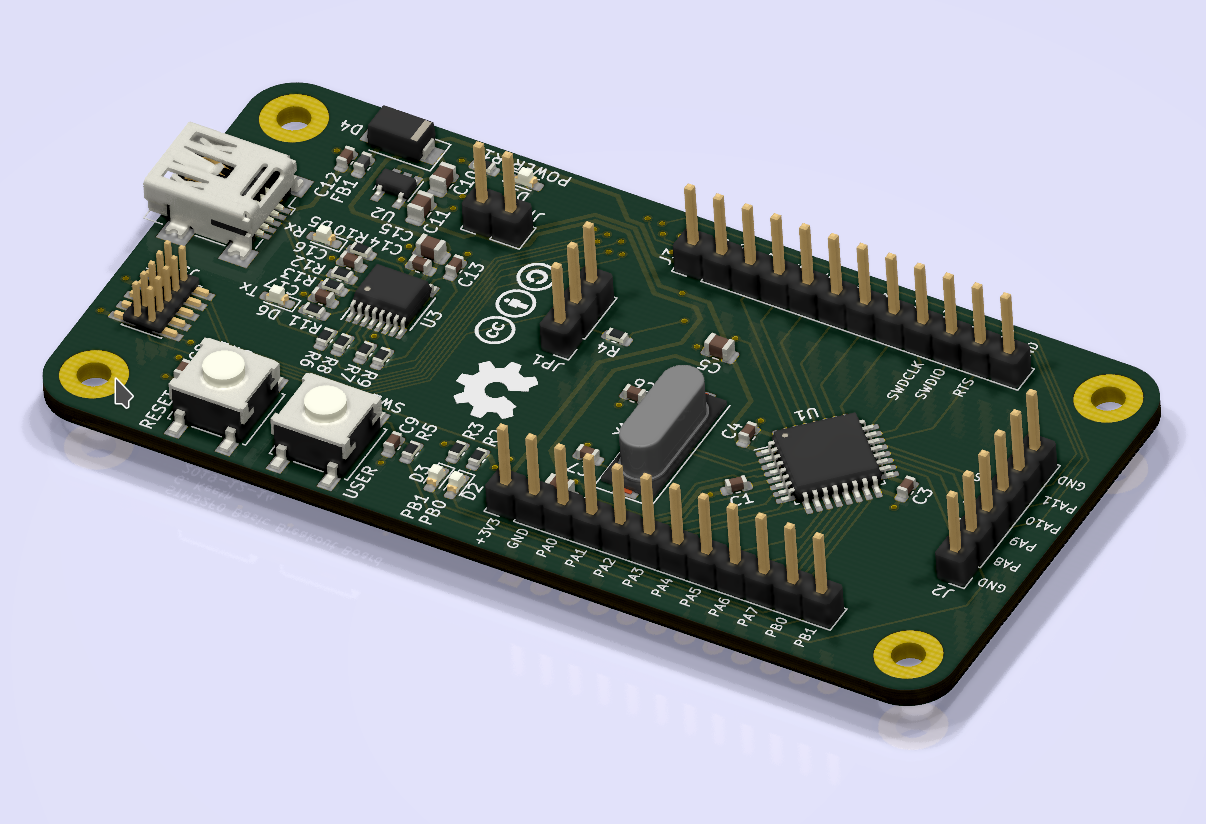 D4
POWER
C12
FB1
U2
C10
C11
C15
C14
R10
D5
Rx
C16
R12
R13
Tx
D6
R11
C13
U3
cc
JP1
R4
C5
R8
R9
RESET
SW
USER
C9
R5
R3
D3
D2
PB1
PB0
U1
C4
C1
C3
SWDCLK
SWDIO
RTS
+3V3
GND
PA0
PA1
PA2
PA3
PA4
PA5
PA6
PA7
PB0
PB1
J2
GND
PA8
PA9
PA10
PA11
GND